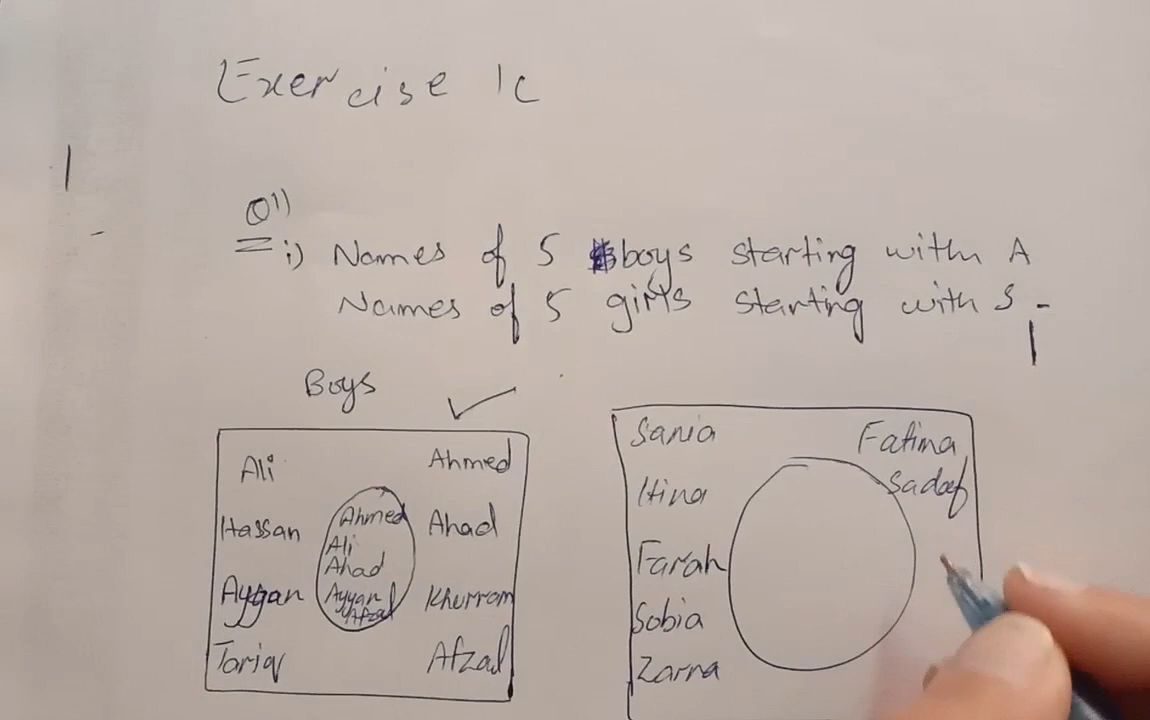 Exercise 1c
Q1)
i) Names of 5 boys starting with A
Names of 5 girls starting with S -
Boys
Ali
Ahmed
Hassan
Ahad
Ayyan
Khurram
Tariq
Afzal
Ahmed
Ali
Ahad
Ayyan
Afzal
Sania
Fatima
Hina
Sadaf
Farah
Sobia
Zarna